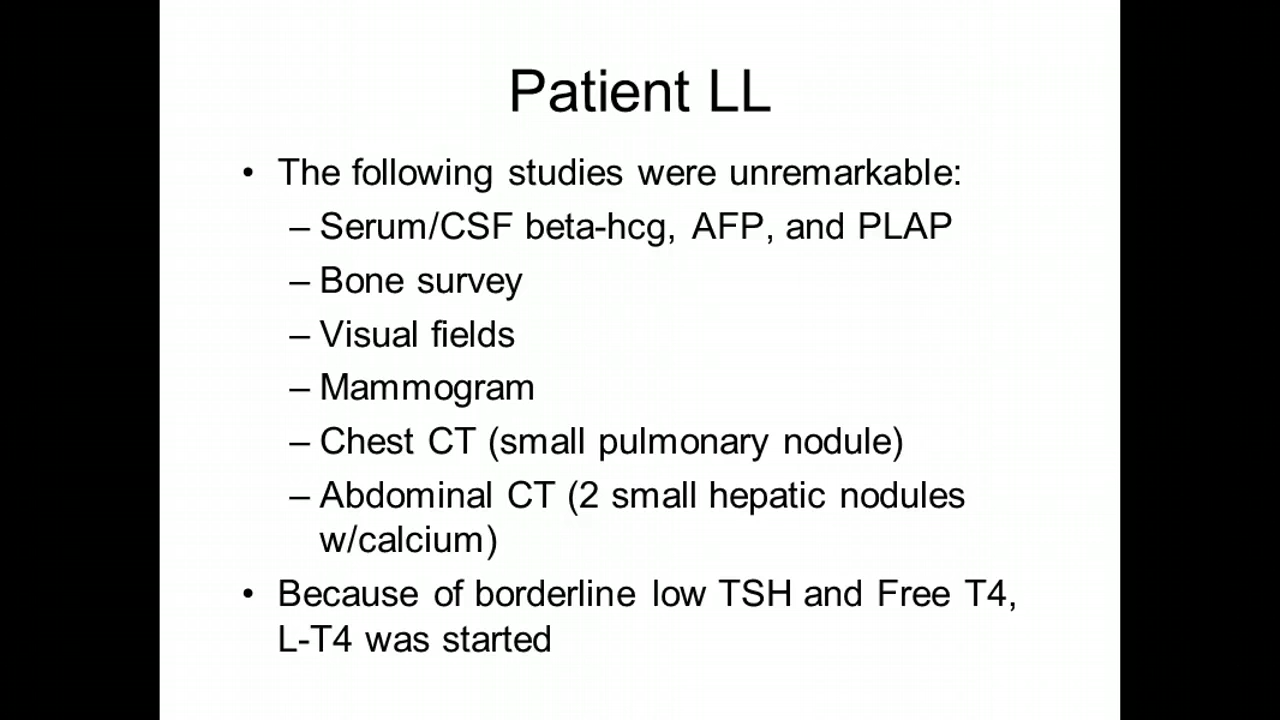 Patient LL
• The following studies were unremarkable:
– Serum/CSF beta-hcg, AFP, and PLAP
– Bone survey
– Visual fields
– Mammogram
– Chest CT (small pulmonary nodule)
– Abdominal CT (2 small hepatic nodules
w/calcium)
• Because of borderline low TSH and Free T4,
L-T4 was started